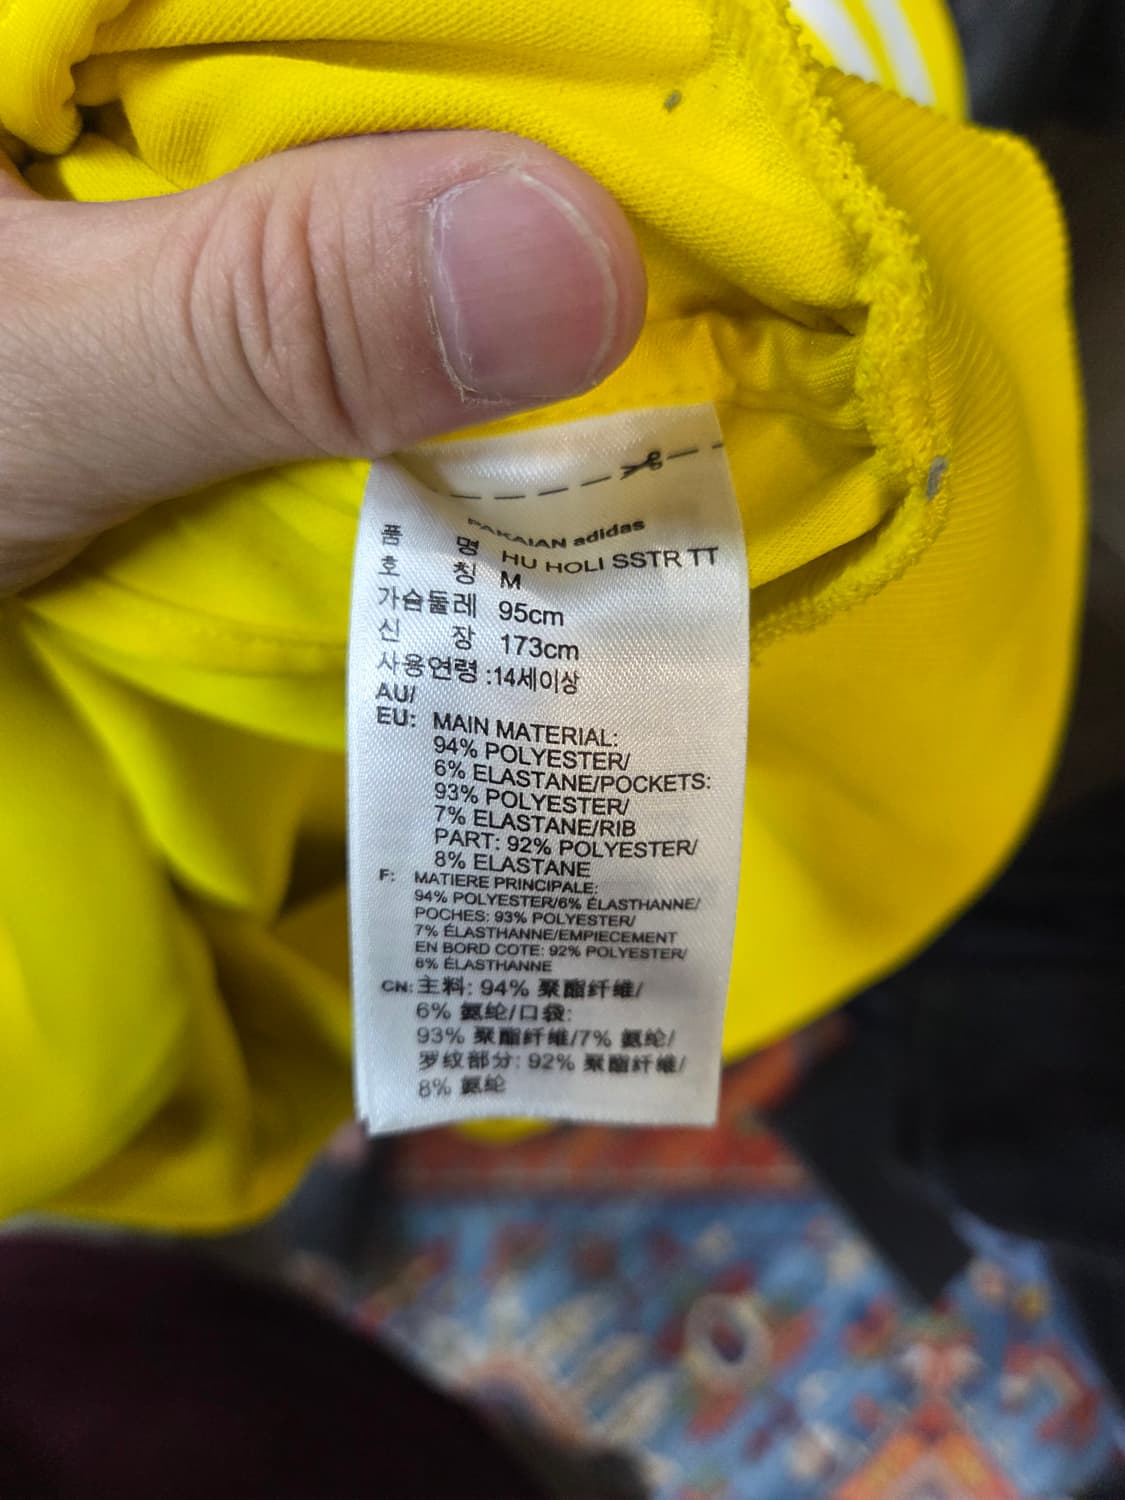 PAKAIAN adidas
품 명 HU HOLI SSTR TT
호 칭 M
가슴둘레 95cm
신 장 173cm
사용연령 :14세이상
AU/
EU: MAIN MATERIAL:
94% POLYESTER/
6% ELASTANE/POCKETS:
93% POLYESTER/
7% ELASTANE/RIB
PART: 92% POLYESTER/
8% ELASTANE
F: MATIERE PRINCIPALE:
94% POLYESTER/6% ÉLASTHANNE/
POCHES: 93% POLYESTER/
7% ÉLASTHANNE/EMPIECEMENT
EN BORD COTE: 92% POLYESTER/
8% ÉLASTHANNE
CN: 主料: 94% 聚酯纤维/
6% 氨纶/口袋:
93% 聚酯纤维/7% 氨纶/
罗纹部分: 92% 聚酯纤维/
8% 氨纶